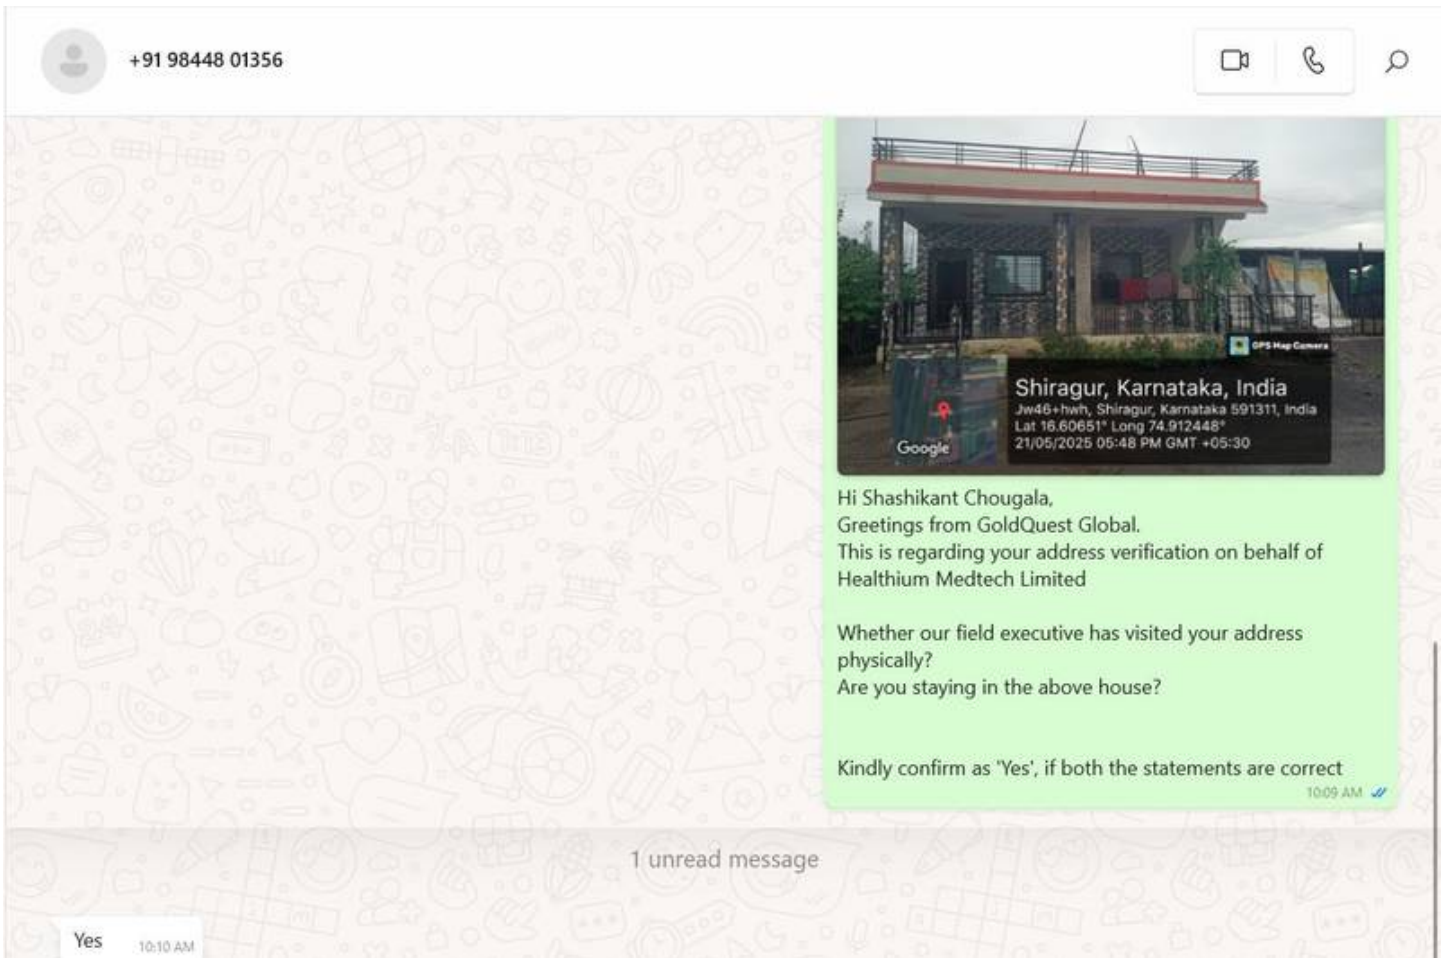 +91 98448 01356
GPS Map Camera
Shiragur, Karnataka, India
Jw46+hwh, Shiragur, Karnataka 591311, India
Lat 16.60651° Long 74.912448°
21/05/2025 05:48 PM GMT +05:30
Google
Hi Shashikant Chougala,
Greetings from GoldQuest Global.
This is regarding your address verification on behalf of
Healthium Medtech Limited
Whether our field executive has visited your address
physically?
Are you staying in the above house?
Kindly confirm as 'Yes', if both the statements are correct
10:09 AM
1 unread message
Yes 10:10 AM